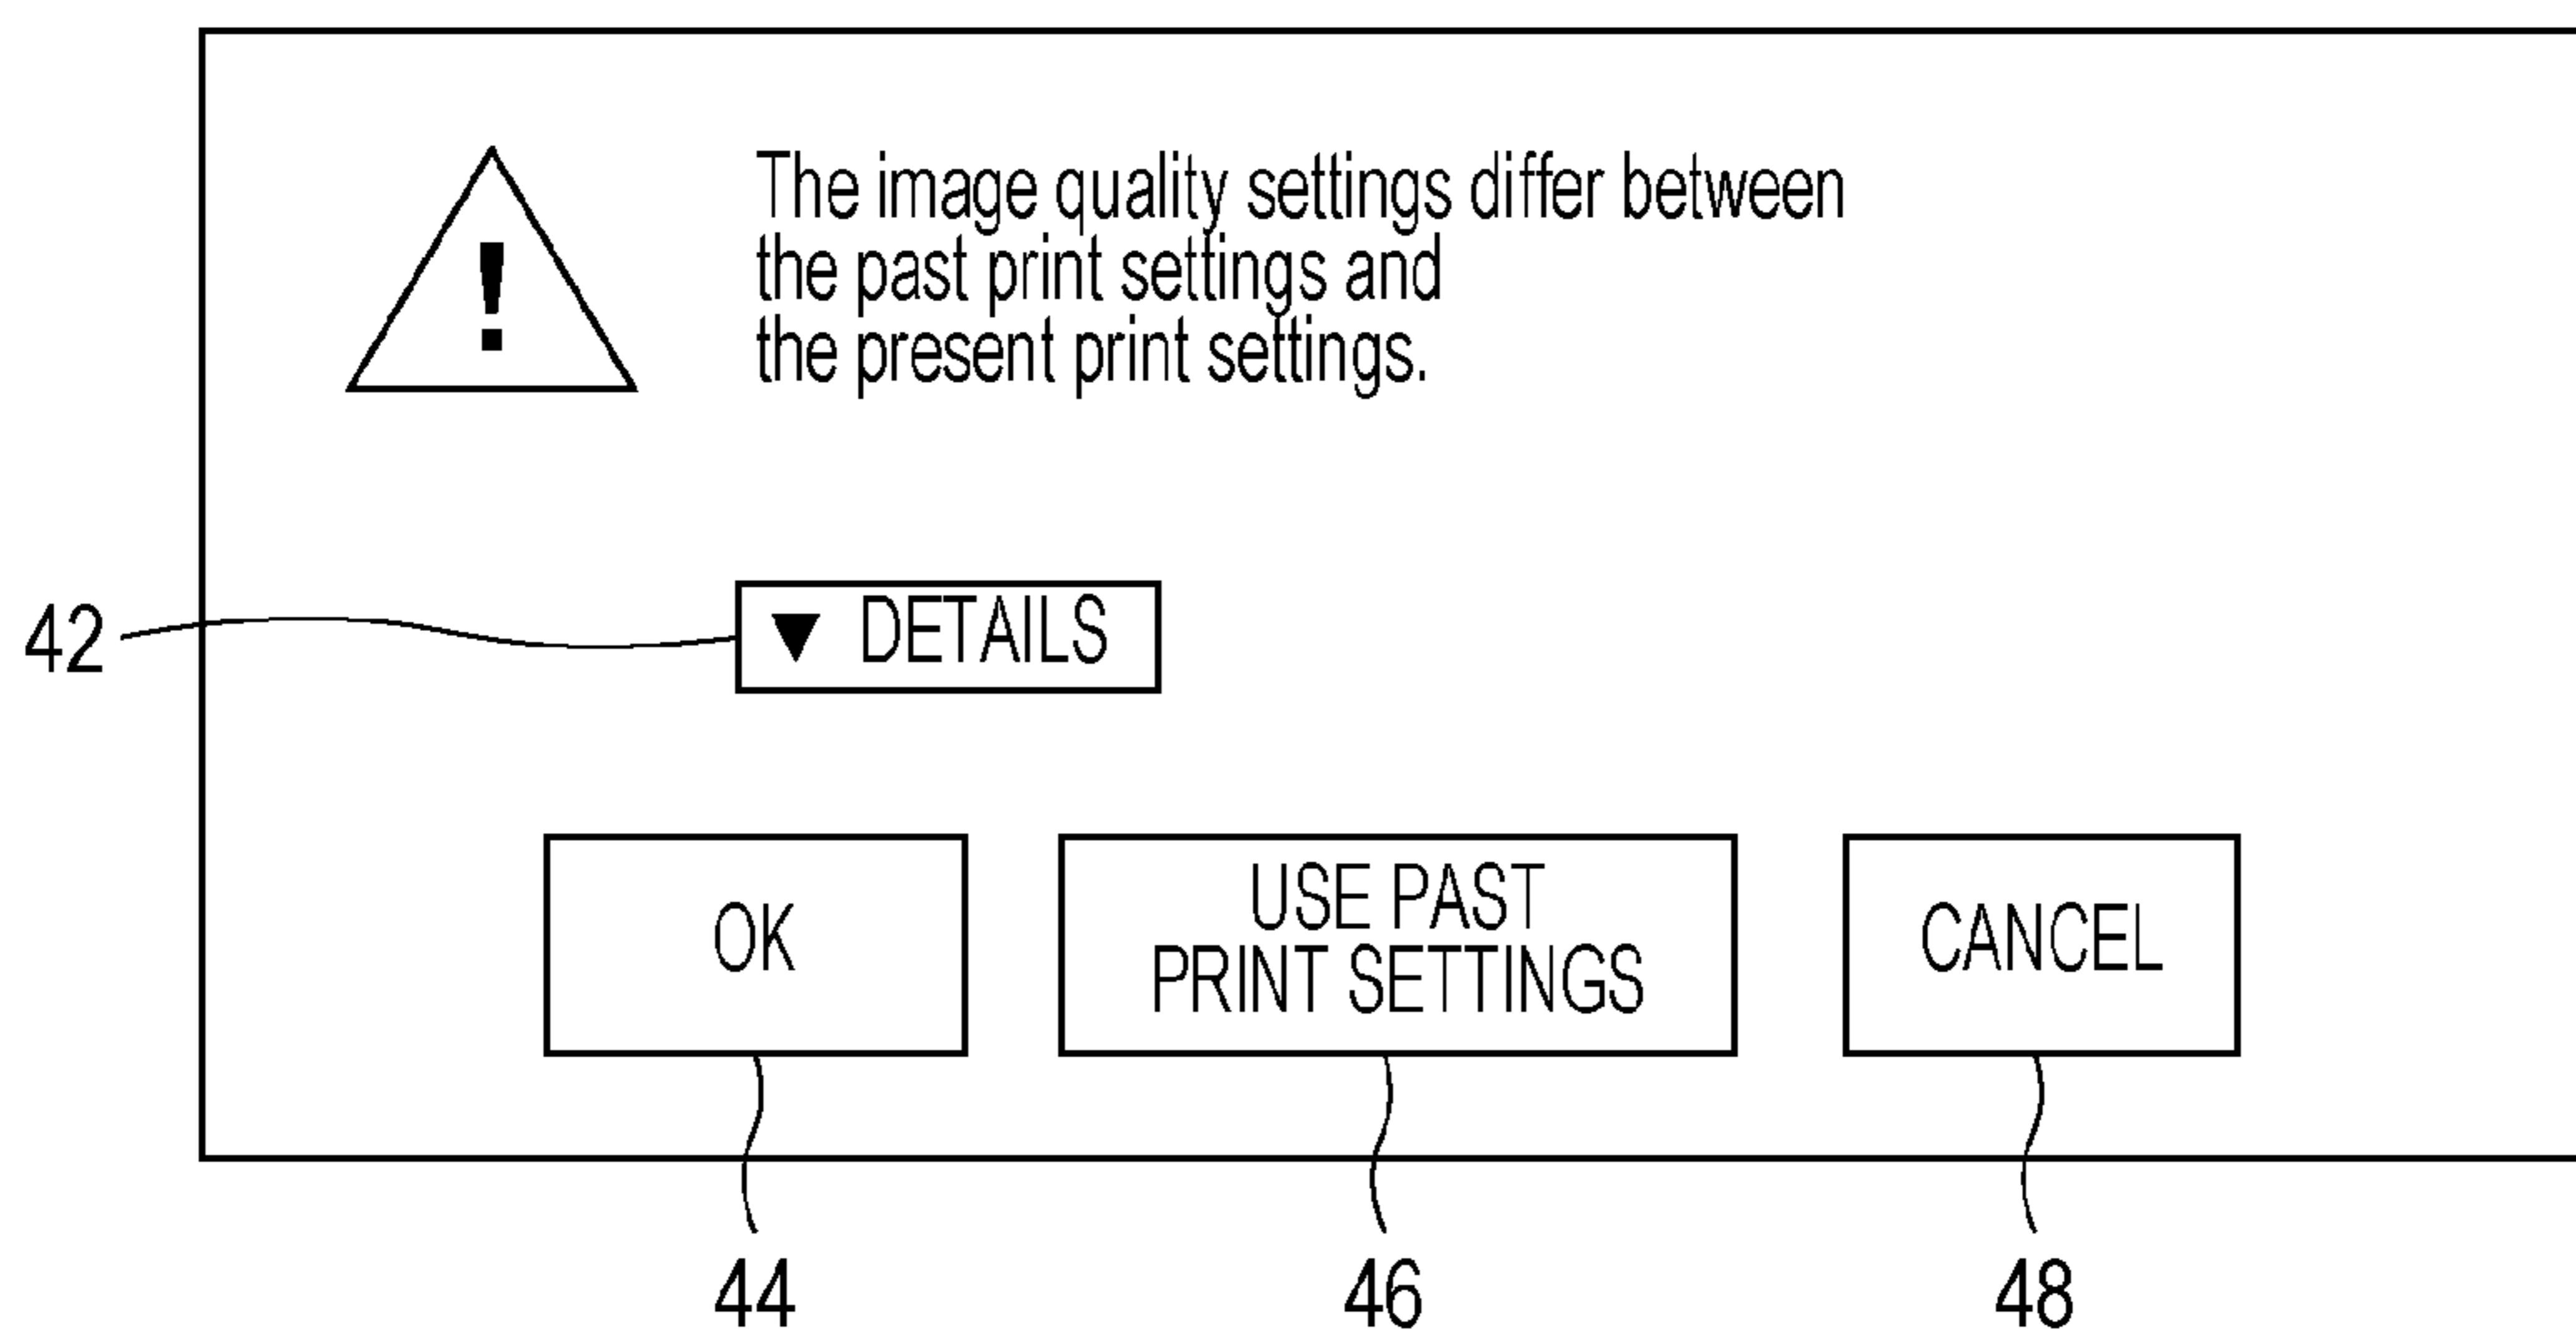 !
The image quality settings differ between
the past print settings and
the present print settings.
42
▼ DETAILS
OK
USE PAST
PRINT SETTINGS
CANCEL
44
46
48